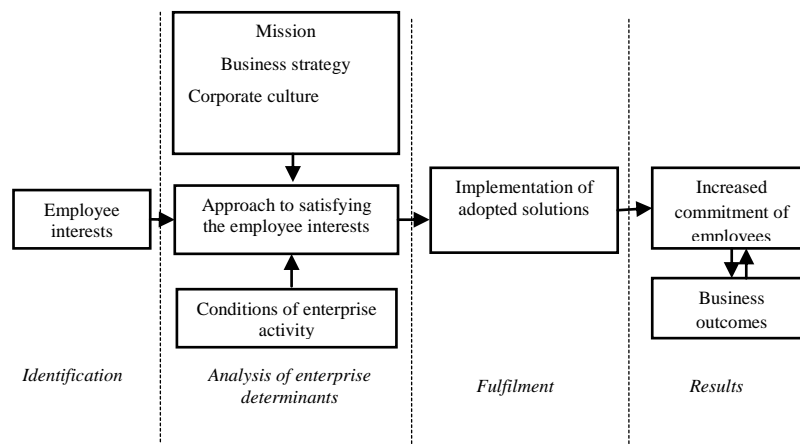 Mission
Business strategy
Corporate culture
Employee
interests
Approach to satisfying
the employee interests
Implementation of
adopted solutions
Increased
commitment of
employees
Conditions of enterprise
activity
Business
outcomes
Identification
Analysis of enterprise
determinants
Fulfilment
Results